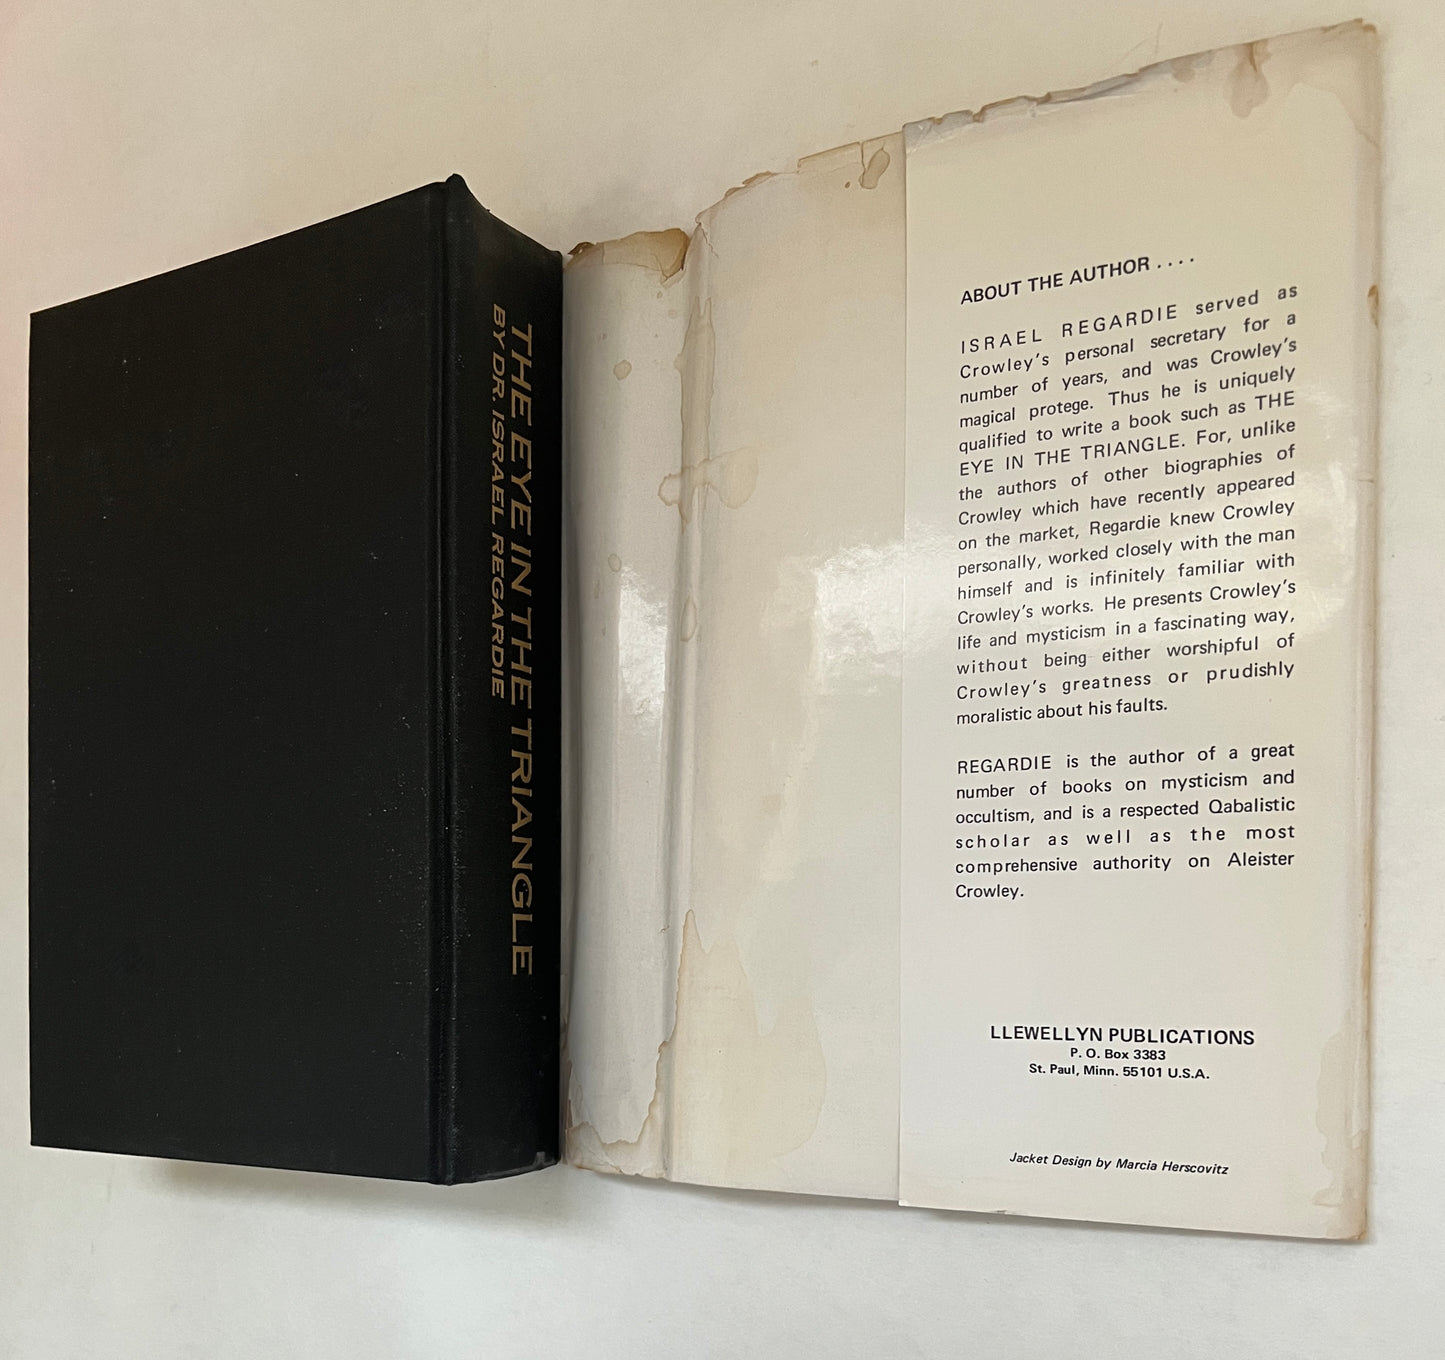 THE EYE IN THE TRIANGLE
BY DR. ISRAEL REGARDIE
ABOUT THE AUTHOR ....
ISRAEL REGARDIE served as
Crowley's personal secretary for a
number of years, and was Crowley's
magical protege. Thus he is uniquely
qualified to write a book such as THE
EYE IN THE TRIANGLE. For, unlike
the authors of other biographies of
Crowley which have recently appeared
on the market, Regardie knew Crowley
personally, worked closely with the man
himself and is infinitely familiar with
Crowley's works. He presents Crowley's
life and mysticism in a fascinating way,
without being either worshipful of
Crowley's greatness or prudishly
moralistic about his faults.
REGARDIE is the author of a great
number of books on mysticism and
occultism, and is a respected Qabalistic
scholar as well as the most
comprehensive authority on Aleister
Crowley.
LLEWELLYN PUBLICATIONS
P. O. Box 3383
St. Paul, Minn. 55101 U.S.A.
Jacket Design by Marcia Herscovitz